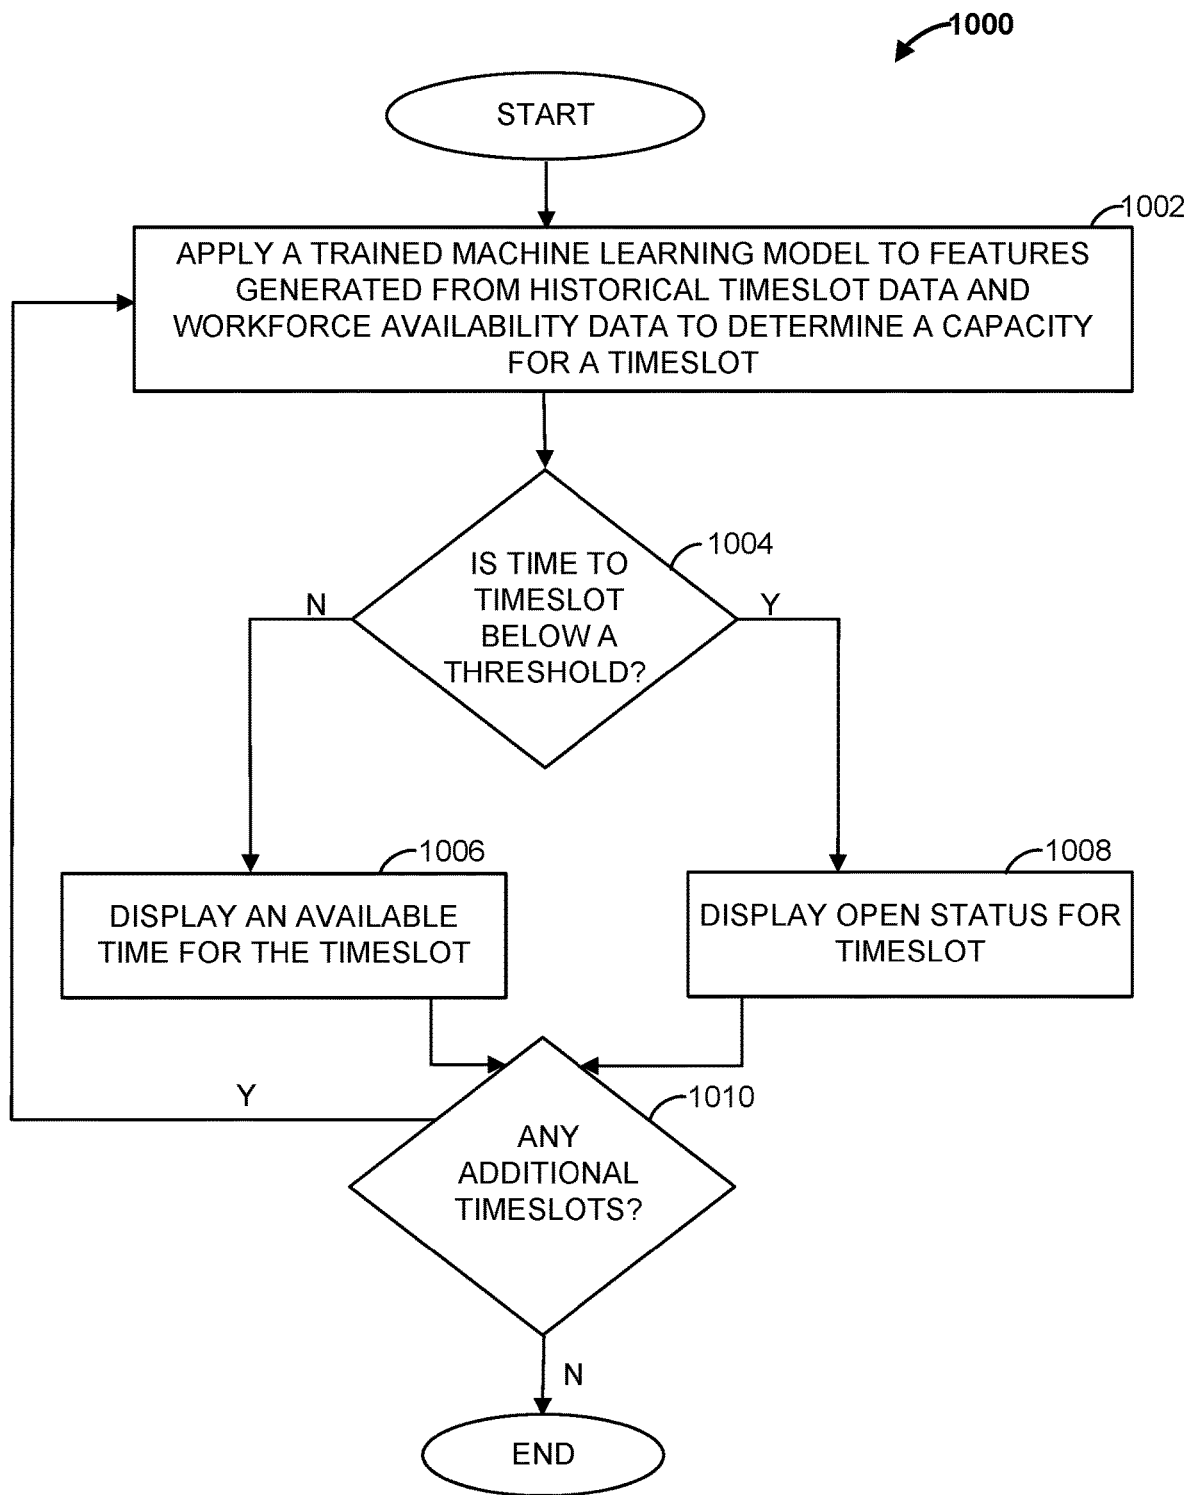 1000
START
1002
APPLY A TRAINED MACHINE LEARNING MODEL TO FEATURES
GENERATED FROM HISTORICAL TIMESLOT DATA AND
WORKFORCE AVAILABILITY DATA TO DETERMINE A CAPACITY
FOR A TIMESLOT
1004
IS TIME TO
TIMESLOT
BELOW A
THRESHOLD?
N
Y
1006
DISPLAY AN AVAILABLE
TIME FOR THE TIMESLOT
1008
DISPLAY OPEN STATUS FOR
TIMESLOT
Y
1010
ANY
ADDITIONAL
TIMESLOTS?
N
END